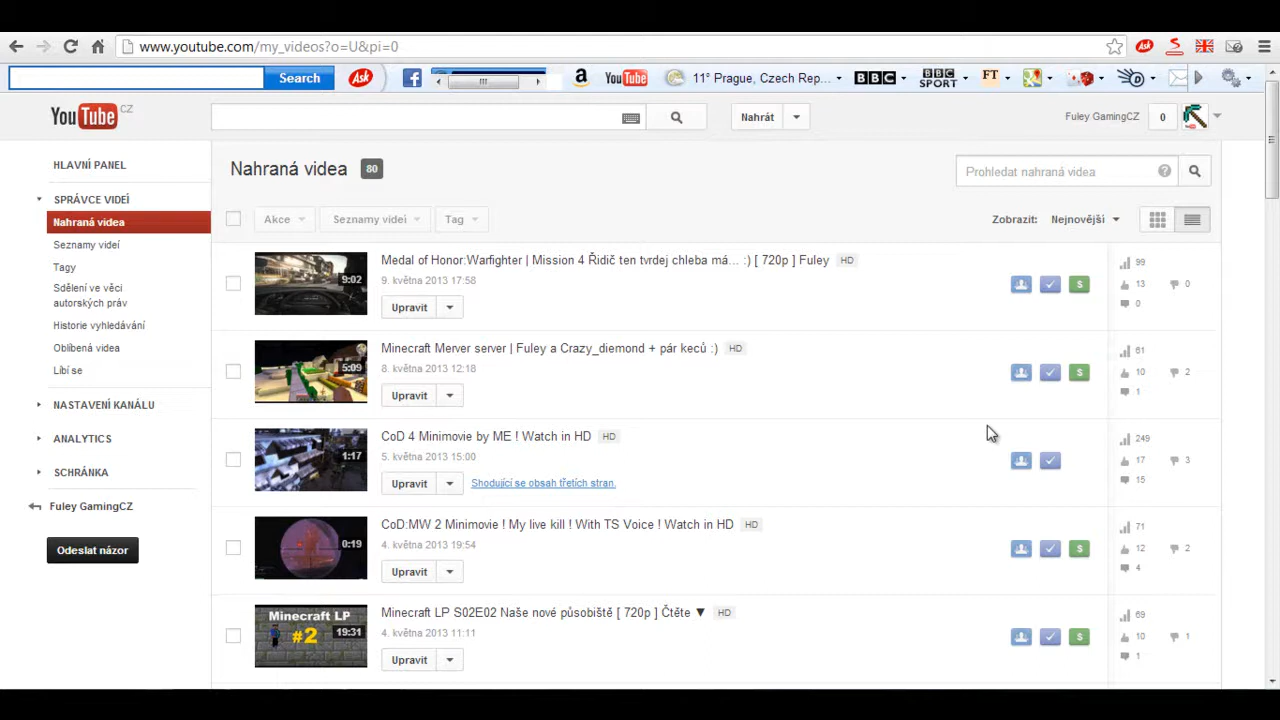 www.youtube.com/my_videos?o=U&pi=0
Ask
Search
Ask
YouTube
11° Prague, Czech Rep...
BBC
BBC SPORT
FT
YouTube CZ
Nahrát
Fuley GamingCZ
0
HLAVNÍ PANEL
SPRÁVCE VIDEÍ
Nahraná videa
Seznamy videí
Tagy
Sdělení ve věci
autorských práv
Historie vyhledávání
Oblíbená videa
Líbí se
NASTAVENÍ KANÁLU
ANALYTICS
SCHRÁNKA
Fuley GamingCZ
Odeslat názor
Nahraná videa 80
Prohledat nahraná videa
Akce
Seznamy videí
Tag
Zobrazit: Nejnovější
9:02
Medal of Honor:Warfighter | Mission 4 Řidič ten tvrdej chleba má... :) [ 720p ] Fuley HD
9. května 2013 17:58
Upravit
$
99
13
0
0
5:09
Minecraft Merver server | Fuley a Crazy_diemond + pár keců :) HD
8. května 2013 12:18
Upravit
$
61
10
2
1
1:17
CoD 4 Minimovie by ME ! Watch in HD HD
5. května 2013 15:00
Upravit
Shodující se obsah třetích stran.
249
17
3
15
0:19
CoD:MW 2 Minimovie ! My live kill ! With TS Voice ! Watch in HD HD
4. května 2013 19:54
Upravit
$
71
12
2
4
Minecraft LP
#2
19:31
Minecraft LP S02E02 Naše nové působiště [ 720p ] Čtěte ▼ HD
4. května 2013 11:11
Upravit
$
69
10
1
1